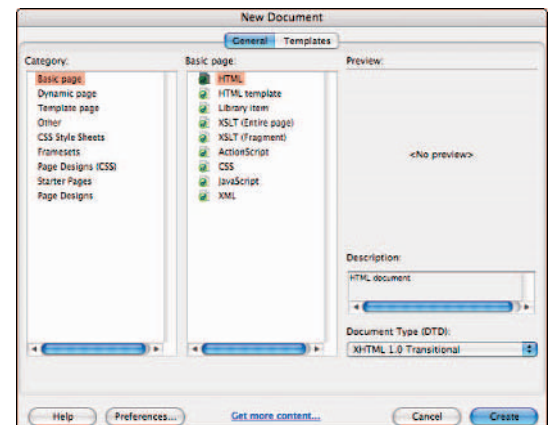 New Document
General Templates
Category:
Basic page
Dynamic page
Template page
Other
CSS Style Sheets
Framesets
Page Designs (CSS)
Starter Pages
Page Designs
Basic page:
HTML
HTML template
Library item
XSLT (Entire page)
XSLT (Fragment)
ActionScript
CSS
JavaScript
XML
Preview:
<No preview>
Description:
HTML document
Document Type (DTD):
XHTML 1.0 Transitional
Help Preferences... Get more content... Cancel Create